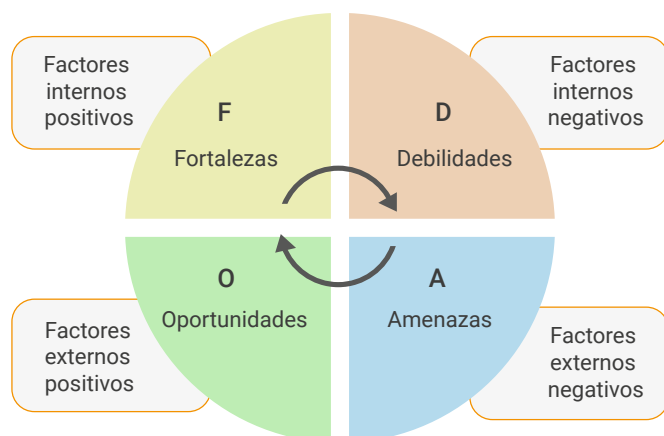 Factores
internos
positivos
F
Fortalezas
D
Debilidades
Factores
internos
negativos
Factores
externos
positivos
O
Oportunidades
A
Amenazas
Factores
externos
negativos